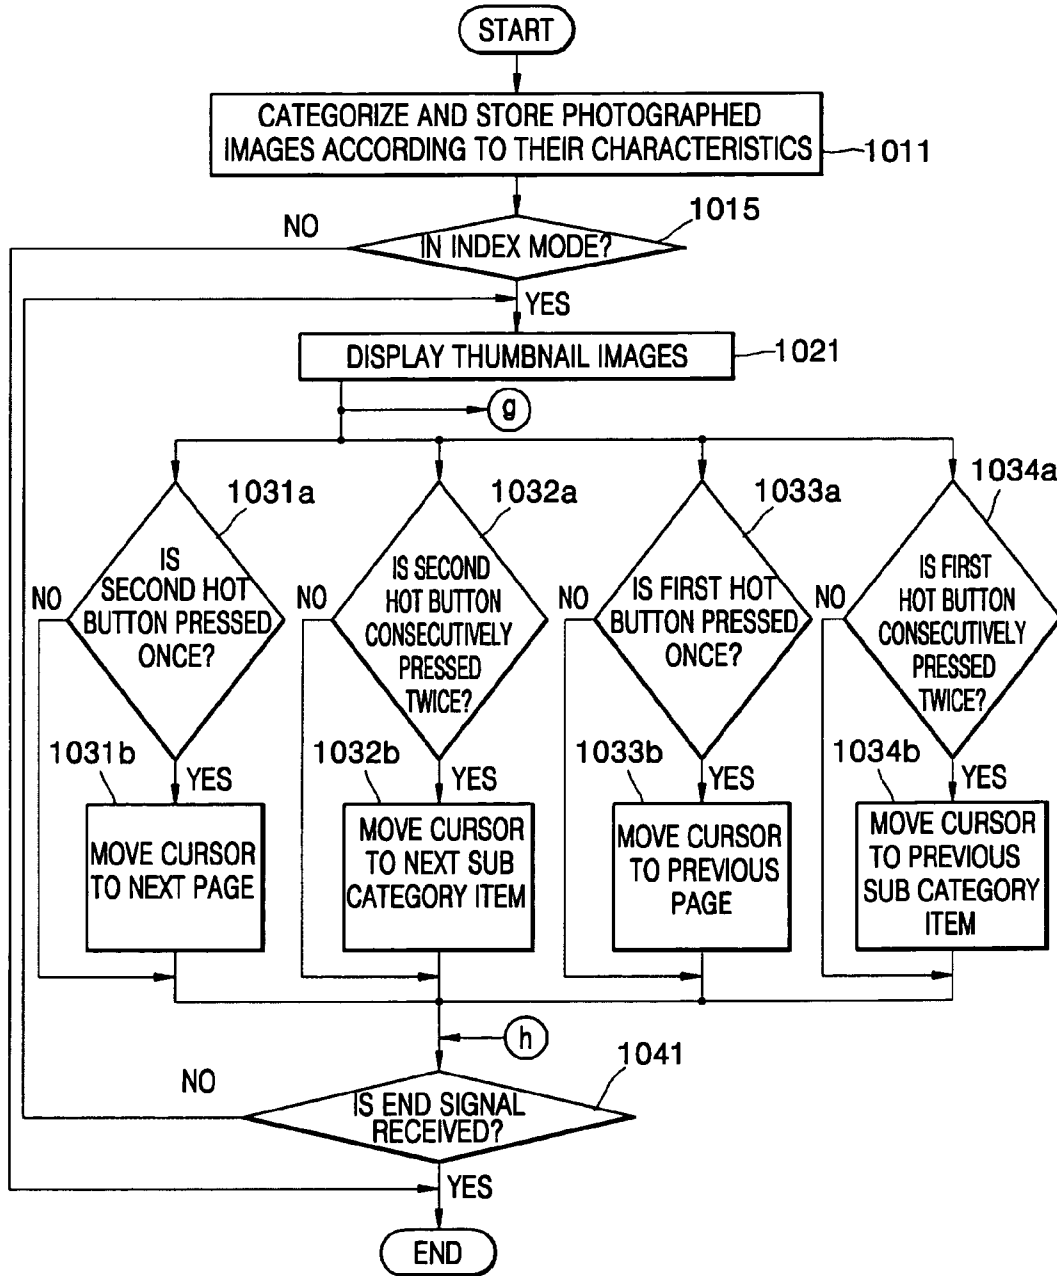 START
CATEGORIZE AND STORE PHOTOGRAPHED
IMAGES ACCORDING TO THEIR CHARACTERISTICS
1011
1015
NO
IN INDEX MODE?
YES
DISPLAY THUMBNAIL IMAGES
1021
g
1031a
1032a
1033a
1034a
IS
SECOND HOT
BUTTON PRESSED
ONCE?
NO
IS SECOND
HOT BUTTON
CONSECUTIVELY
PRESSED
TWICE?
NO
IS FIRST HOT
BUTTON PRESSED
ONCE?
NO
IS FIRST
HOT BUTTON
CONSECUTIVELY
PRESSED
TWICE?
NO
1031b
YES
1032b
YES
1033b
YES
1034b
YES
MOVE CURSOR
TO NEXT PAGE
MOVE CURSOR
TO NEXT SUB
CATEGORY ITEM
MOVE CURSOR
TO PREVIOUS
PAGE
MOVE CURSOR
TO PREVIOUS
SUB CATEGORY
ITEM
h
1041
NO
IS END SIGNAL
RECEIVED?
YES
END